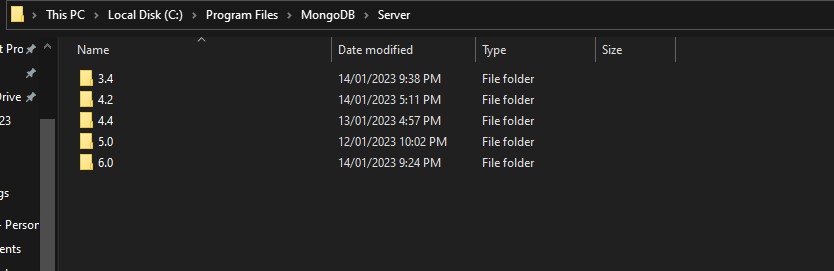 This PC > Local Disk (C:) > Program Files > MongoDB > Server
Name Date modified Type Size
t Pro
3.4 14/01/2023 9:38 PM File folder
4.2 14/01/2023 5:11 PM File folder
Drive
4.4 13/01/2023 4:57 PM File folder
23
5.0 12/01/2023 10:02 PM File folder
6.0 14/01/2023 9:24 PM File folder
gs
- Person
ents